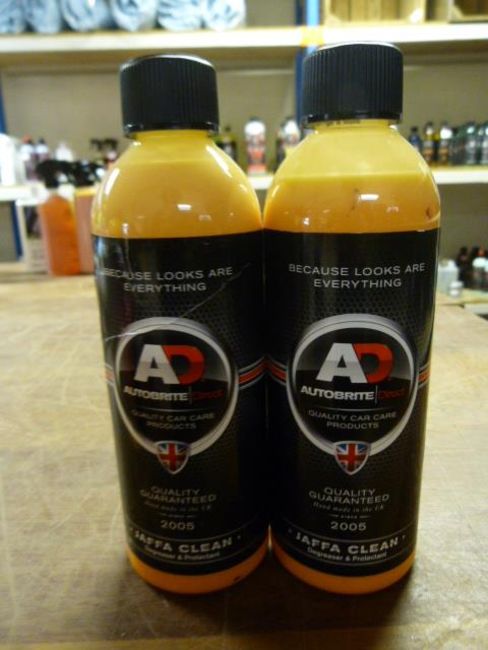 BECAUSE LOOKS ARE
EVERYTHING
AD
AUTOBRITE|Direct
QUALITY CAR CARE
PRODUCTS
QUALITY
GUARANTEED
Hand made in the UK
2005
JAFFA CLEAN
Degreaser & Protectant
BECAUSE LOOKS ARE
EVERYTHING
AD
AUTOBRITE|Direct
QUALITY CAR CARE
PRODUCTS
QUALITY
GUARANTEED
Hand made in the UK
2005
JAFFA CLEAN
Degreaser & Protectant